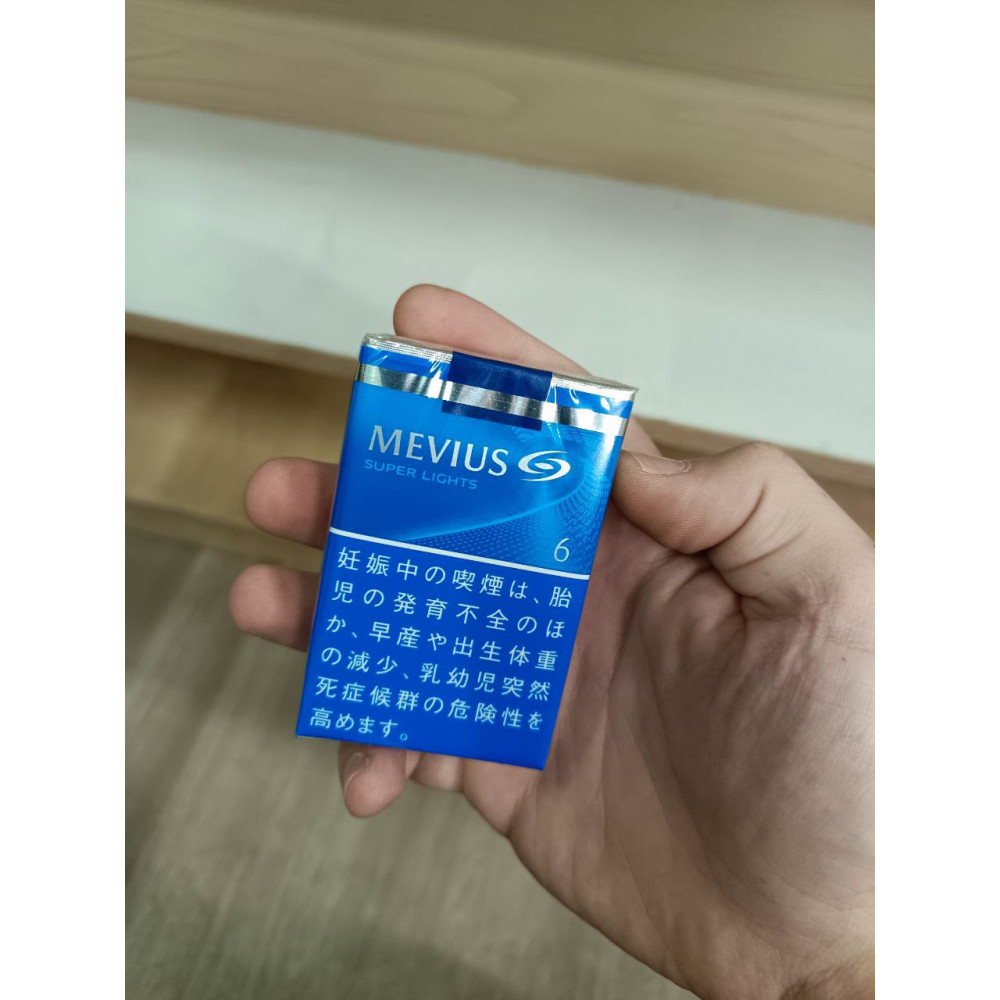 MEVIUS
SUPER LIGHTS
6
妊娠中の喫煙は、胎
児の発育不全のほ
か、早産や出生体重
の減少、乳幼児突然
死症候群の危険性を
高めます。